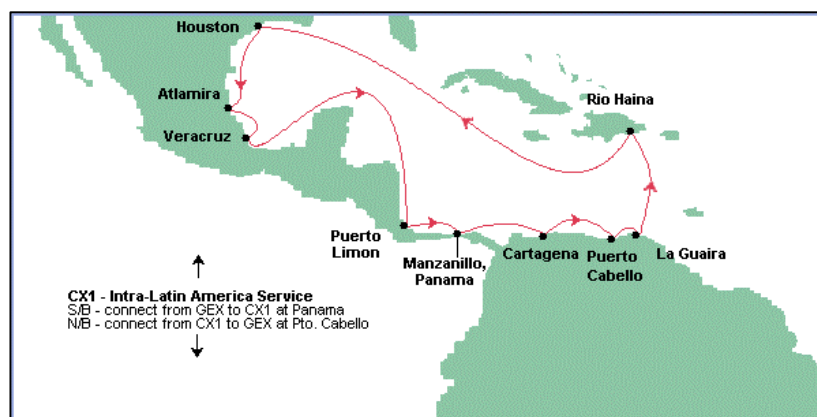 Houston
Atlamira
Rio Haina
Veracruz
Puerto
Limon
Manzanillo,
Panama
Cartagena
Puerto
Cabello
La Guaira
CX1 - Intra-Latin America Service
S/B - connect from GEX to CX1 at Panama
N/B - connect from CX1 to GEX at Pto. Cabello